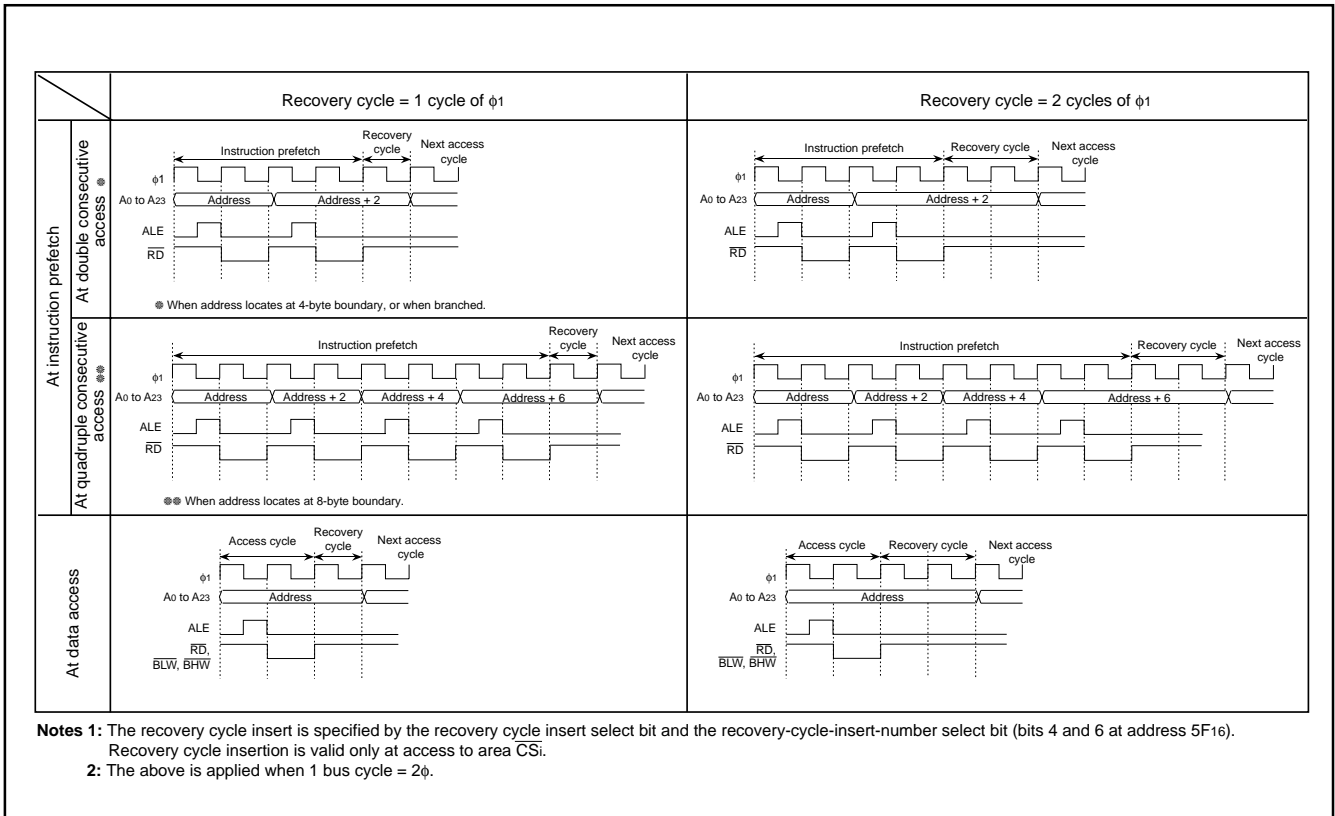 Recovery cycle = 1 cycle of φ1
Recovery cycle = 2 cycles of φ1
At instruction prefetch
At double consecutive
access ※
Instruction prefetch
Recovery
cycle
Next access
cycle
φ1
A0 to A23
Address
Address + 2
ALE
RD
※ When address locates at 4-byte boundary, or when branched.
Instruction prefetch
Recovery cycle
Next access
cycle
φ1
A0 to A23
Address
Address + 2
ALE
RD
At quadruple consecutive
access ※※
Instruction prefetch
Recovery
cycle
Next access
cycle
φ1
A0 to A23
Address
Address + 2
Address + 4
Address + 6
ALE
RD
※※ When address locates at 8-byte boundary.
Instruction prefetch
Recovery cycle
Next access
cycle
φ1
A0 to A23
Address
Address + 2
Address + 4
Address + 6
ALE
RD
At data access
Access cycle
Recovery
cycle
Next access
cycle
φ1
A0 to A23
Address
ALE
RD,
BLW, BHW
Access cycle
Recovery cycle
Next access
cycle
φ1
A0 to A23
Address
ALE
RD,
BLW, BHW
Notes 1: The recovery cycle insert is specified by the recovery cycle insert select bit and the recovery-cycle-insert-number select bit (bits 4 and 6 at address 5F16).
Recovery cycle insertion is valid only at access to area CSi.
2: The above is applied when 1 bus cycle = 2φ.